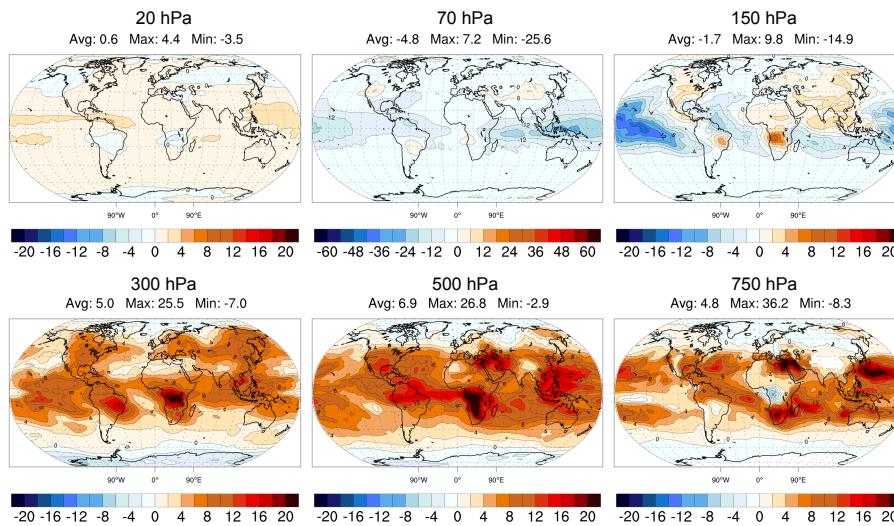 20 hPa
Avg: 0.6 Max: 4.4 Min: -3.5
90°W 0° 90°E
-20 -16 -12 -8 -4 0 4 8 12 16 20
70 hPa
Avg: -4.8 Max: 7.2 Min: -25.6
90°W 0° 90°E
-60 -48 -36 -24 -12 0 12 24 36 48 60
150 hPa
Avg: -1.7 Max: 9.8 Min: -14.9
90°W 0° 90°E
-20 -16 -12 -8 -4 0 4 8 12 16 20
300 hPa
Avg: 5.0 Max: 25.5 Min: -7.0
90°W 0° 90°E
-20 -16 -12 -8 -4 0 4 8 12 16 20
500 hPa
Avg: 6.9 Max: 26.8 Min: -2.9
90°W 0° 90°E
-20 -16 -12 -8 -4 0 4 8 12 16 20
750 hPa
Avg: 4.8 Max: 36.2 Min: -8.3
90°W 0° 90°E
-20 -16 -12 -8 -4 0 4 8 12 16 20